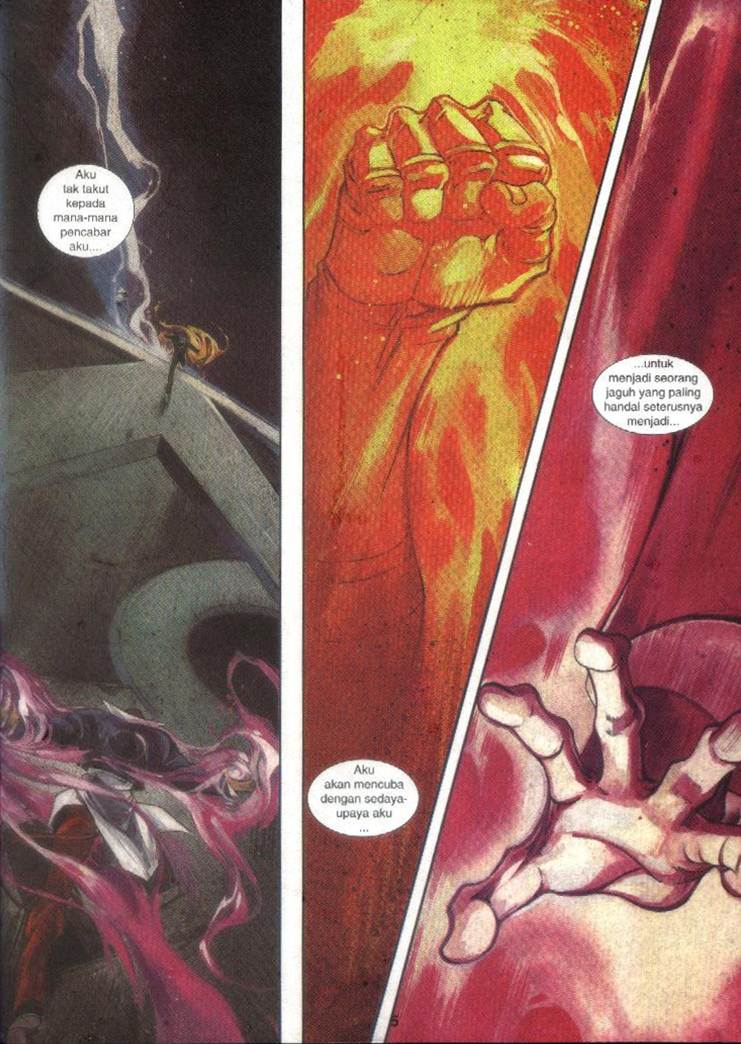 Aku
tak takut
kepada
mana-mana
pencabar
aku....
Aku
akan mencuba
dengan sedaya-
upaya aku
...
...untuk
menjadi seorang
jaguh yang paling
handal seterusnya
menjadi...
5